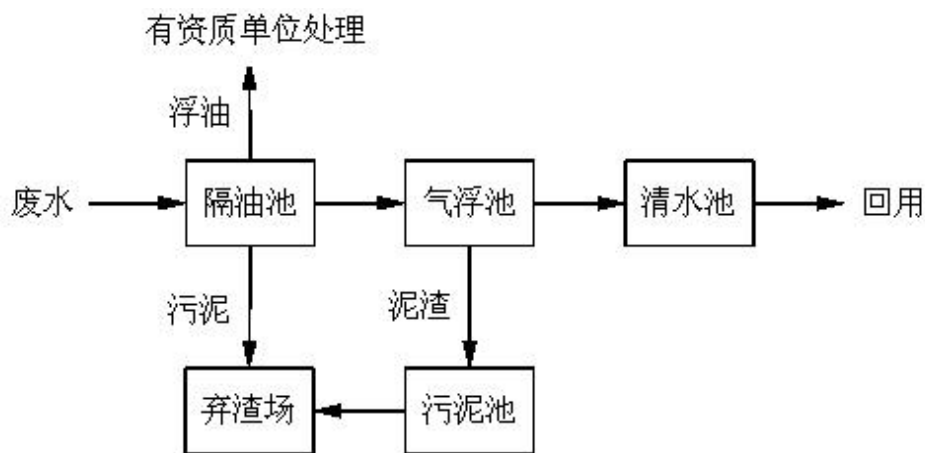 有资质单位处理
浮油
废水
隔油池
气浮池
清水池
回用
污泥
泥渣
弃渣场
污泥池